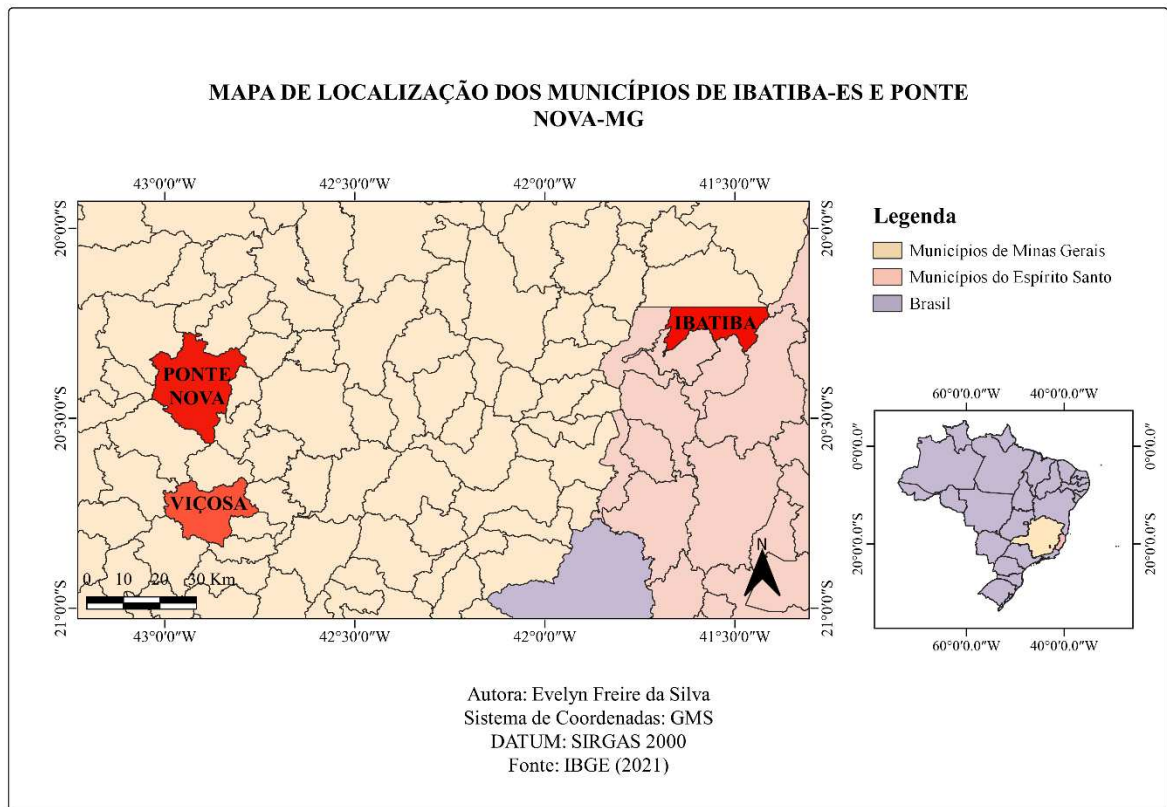 MAPA DE LOCALIZAÇÃO DOS MUNICÍPIOS DE IBATIBA-ES E PONTE
NOVA-MG
43°0'0"W 42°30'0"W 42°0'0"W 41°30'0"W
20°0'0"S
20°30'0"S
21°0'0"S
IBATIBA
PONTE
NOVA
VIÇOSA
0 10 20 30 Km
N
20°0'0"S
20°30'0"S
21°0'0"S
43°0'0"W 42°30'0"W 42°0'0"W 41°30'0"W
Legenda
Municípios de Minas Gerais
Municípios do Espírito Santo
Brasil
60°0'0.0"W 40°0'0.0"W
0°0'0.0"
20°0'0.0"S
0°0'0.0"
20°0'0.0"S
60°0'0.0"W 40°0'0.0"W
Autora: Evelyn Freire da Silva
Sistema de Coordenadas: GMS
DATUM: SIRGAS 2000
Fonte: IBGE (2021)